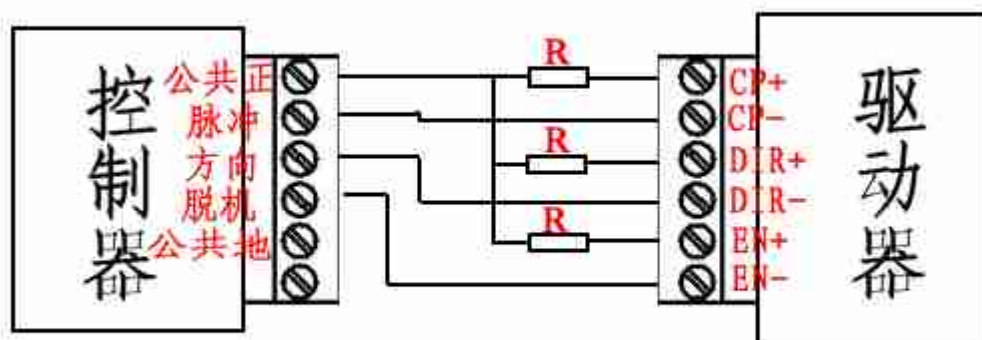 控制器
公共正
脉冲
方向
脱机
公共地
R
R
R
CP+
CP-
DIR+
DIR-
EN+
EN-
驱动器